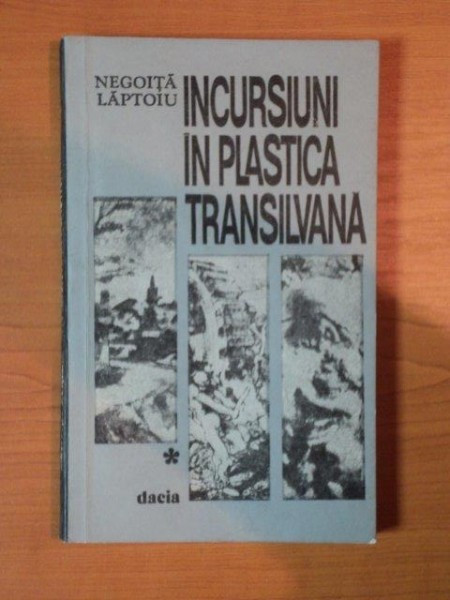 NEGOIȚĂ
LĂPTOIU
INCURSIUNI
ÎN PLASTICA
TRANSILVANĂ
*
dacia